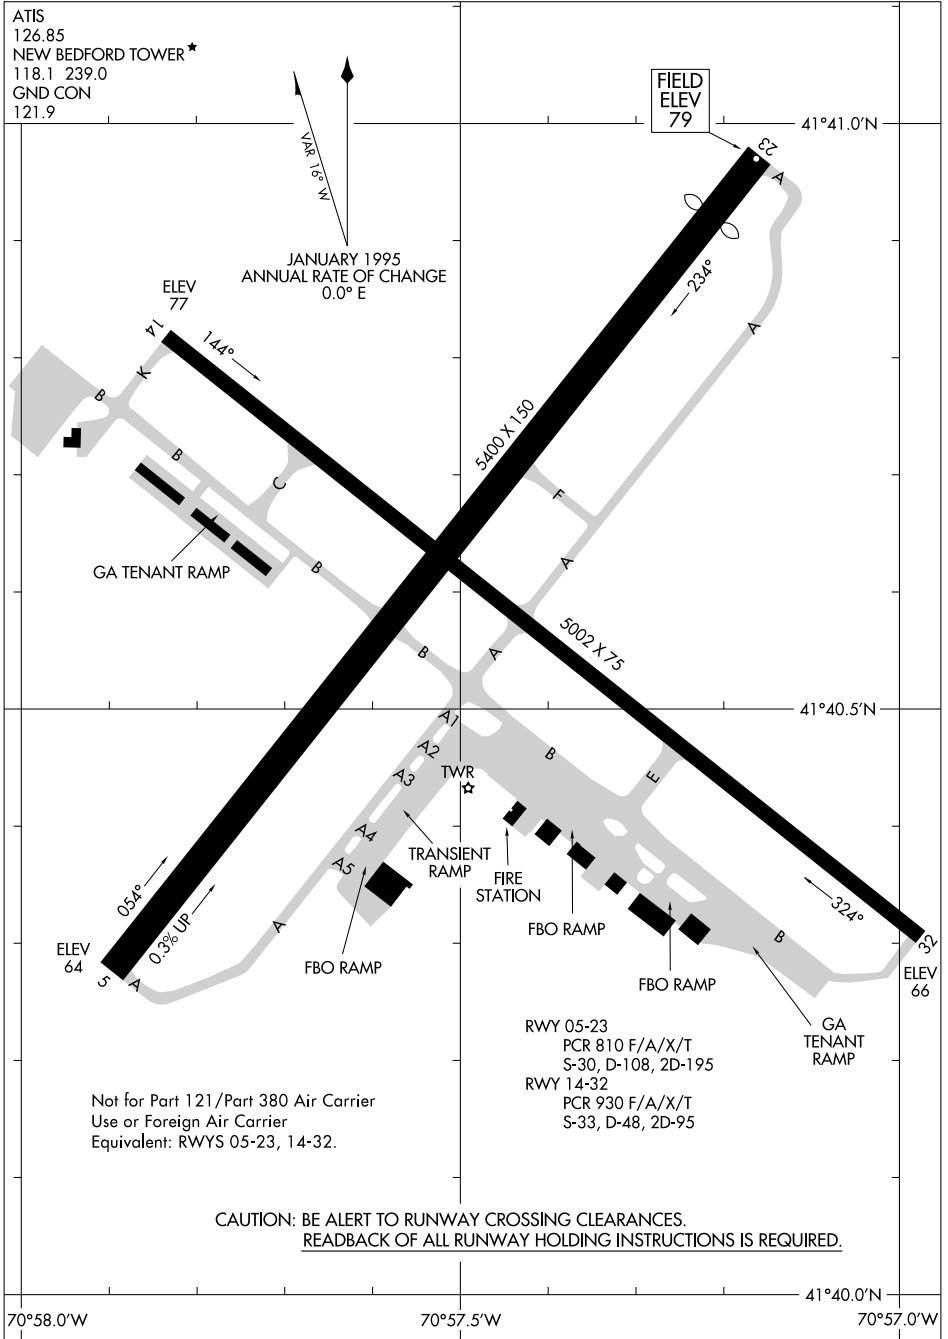 ATIS
126.85
NEW BEDFORD TOWER★
118.1 239.0
GND CON
121.9
VAR 16° W
JANUARY 1995
ANNUAL RATE OF CHANGE
0.0° E
FIELD
ELEV
79
41°41.0'N
23
A
234°
A
ELEV
77
14
144°
K
B
B
C
5400 X 150
F
A
GA TENANT RAMP
B
5002 X 75
B
A
41°40.5'N
A1
A2
A3
TWR
B
E
A4
A5
TRANSIENT
RAMP
FIRE
STATION
FBO RAMP
054°
0.3% UP
A
324°
B
32
ELEV
66
ELEV
64
5
A
FBO RAMP
FBO RAMP
GA
TENANT
RAMP
RWY 05-23
PCR 810 F/A/X/T
S-30, D-108, 2D-195
RWY 14-32
PCR 930 F/A/X/T
S-33, D-48, 2D-95
Not for Part 121/Part 380 Air Carrier
Use or Foreign Air Carrier
Equivalent: RWYS 05-23, 14-32.
CAUTION: BE ALERT TO RUNWAY CROSSING CLEARANCES.
READBACK OF ALL RUNWAY HOLDING INSTRUCTIONS IS REQUIRED.
41°40.0'N
70°58.0'W
70°57.5'W
70°57.0'W